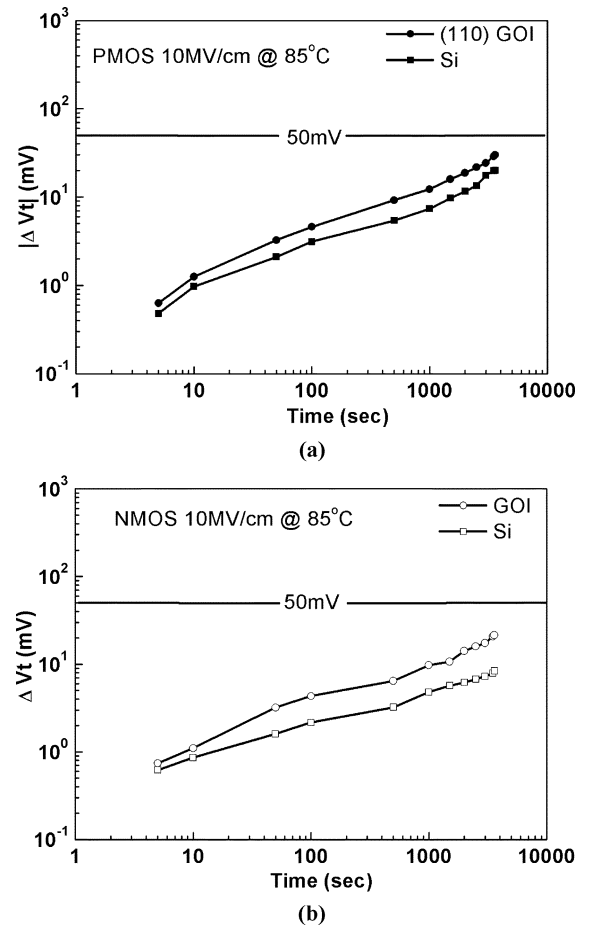 10³
(110) GOI
PMOS 10MV/cm @ 85°C
Si
10²
50mV
10¹
10⁰
10⁻¹
|Δ Vt| (mV)
1 10 100 1000 10000
Time (sec)
(a)
10³
GOI
NMOS 10MV/cm @ 85°C
Si
10²
50mV
10¹
10⁰
10⁻¹
Δ Vt (mV)
1 10 100 1000 10000
Time (sec)
(b)